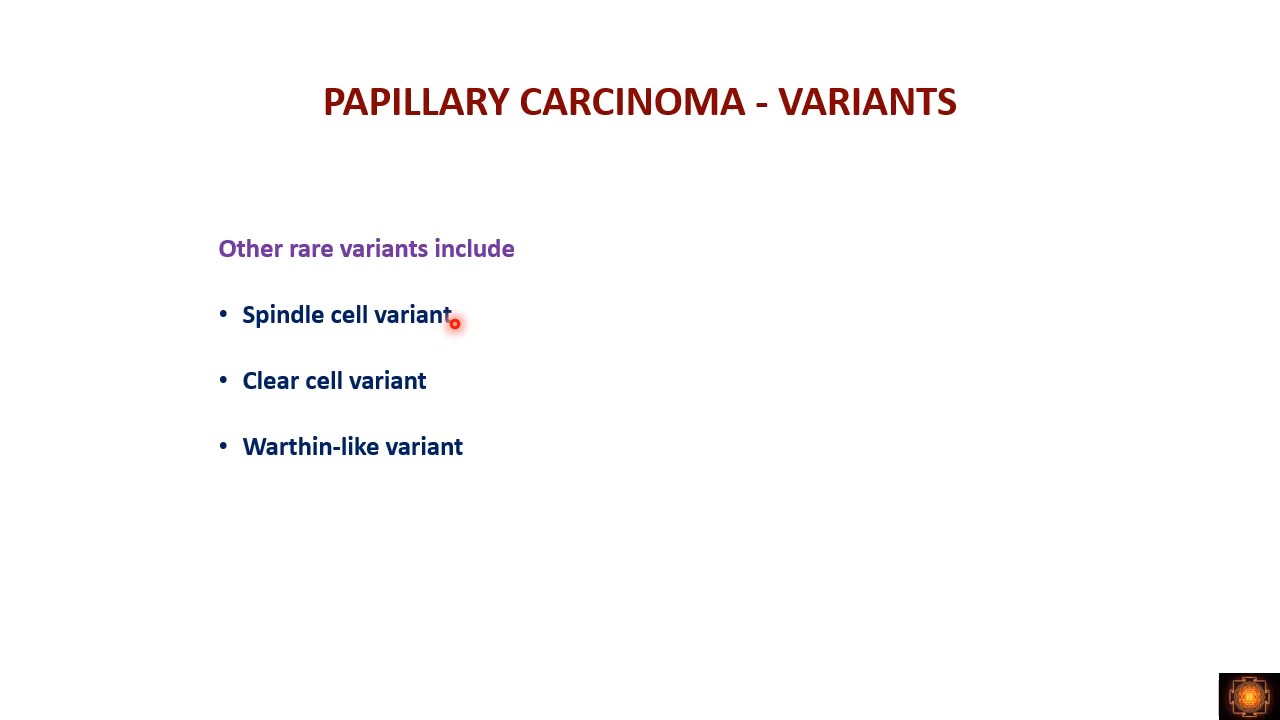 PAPILLARY CARCINOMA - VARIANTS
Other rare variants include
• Spindle cell variant
• Clear cell variant
• Warthin-like variant